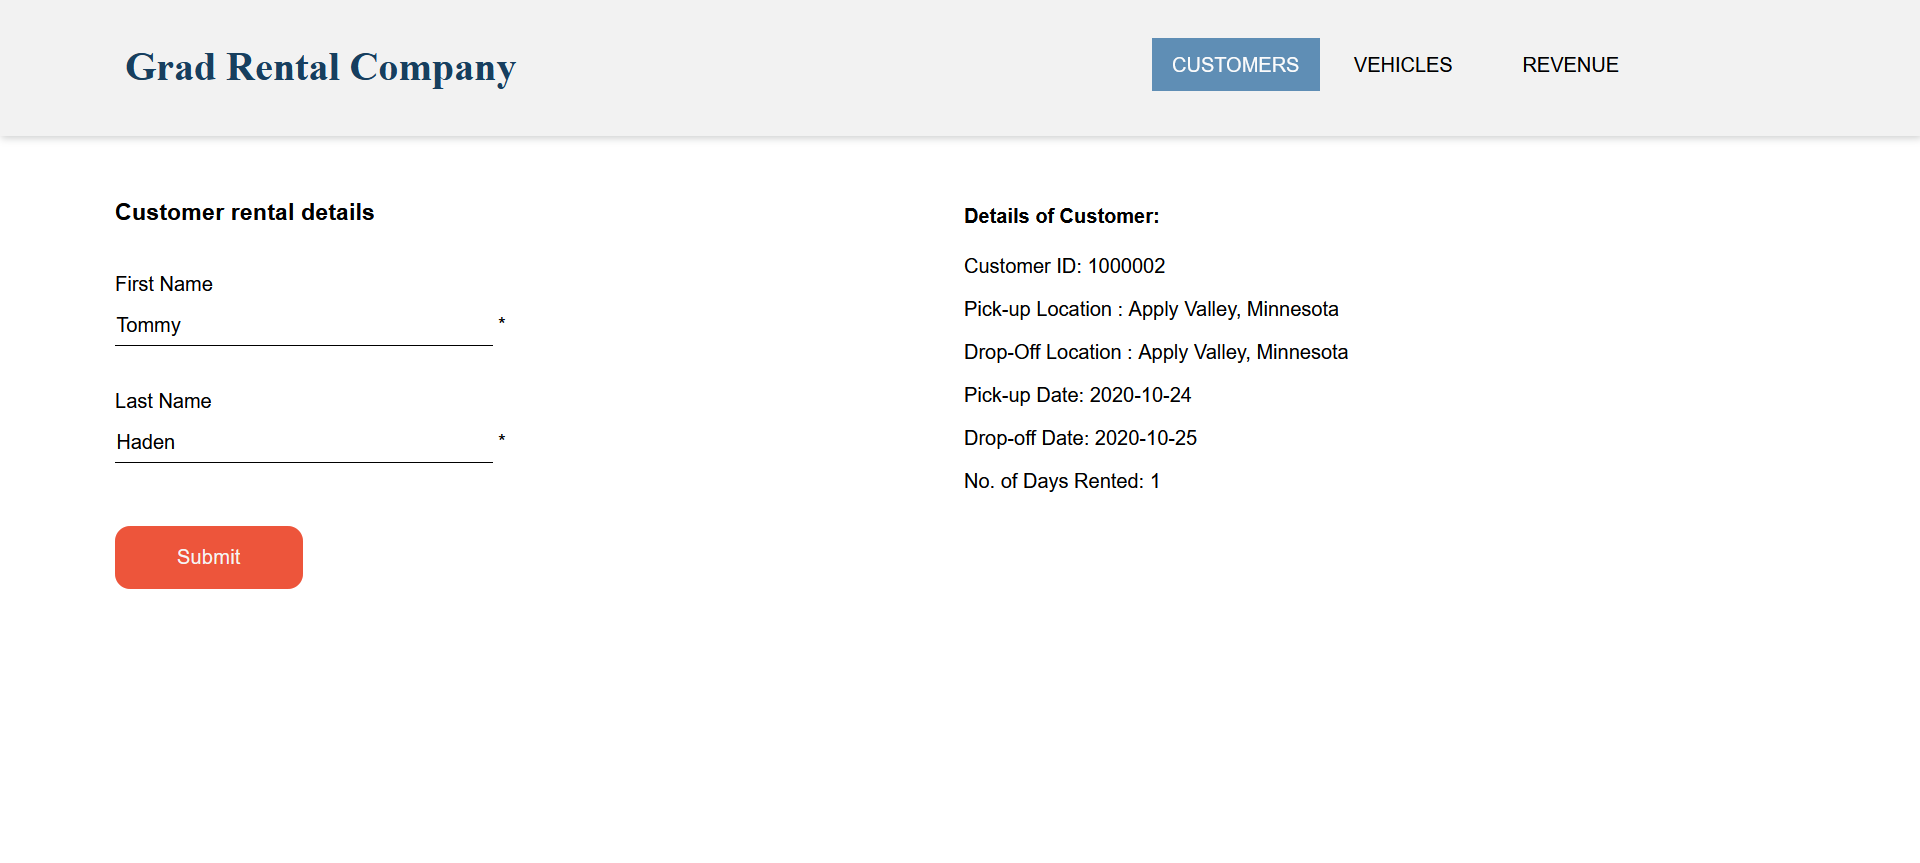 Grad Rental Company
CUSTOMERS
VEHICLES
REVENUE
Customer rental details
First Name
Tommy *
Last Name
Haden *
Submit
Details of Customer:
Customer ID: 1000002
Pick-up Location : Apply Valley, Minnesota
Drop-Off Location : Apply Valley, Minnesota
Pick-up Date: 2020-10-24
Drop-off Date: 2020-10-25
No. of Days Rented: 1